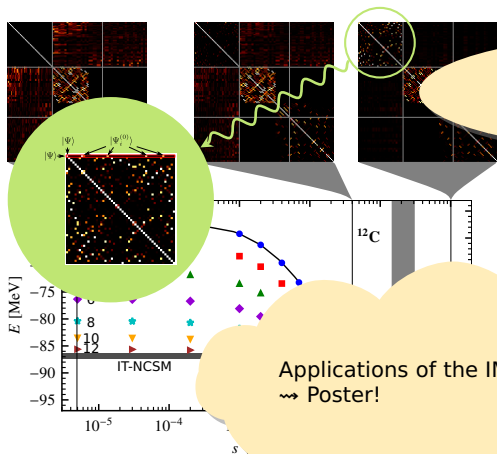 |Ψ⟩ |Ψᵢ⁽⁰⁾⟩
|Ψ⟩
¹²C
E [MeV]
−75
−80
−85
−90
−95
8
10
12
IT-NCSM
10⁻⁵ 10⁻⁴
s
Applications of the IM
⇝ Poster!